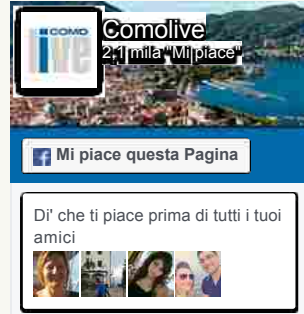 COMO
live
Comolive
2,1 mila "Mi piace"
Mi piace questa Pagina
Di' che ti piace prima di tutti i tuoi
amici